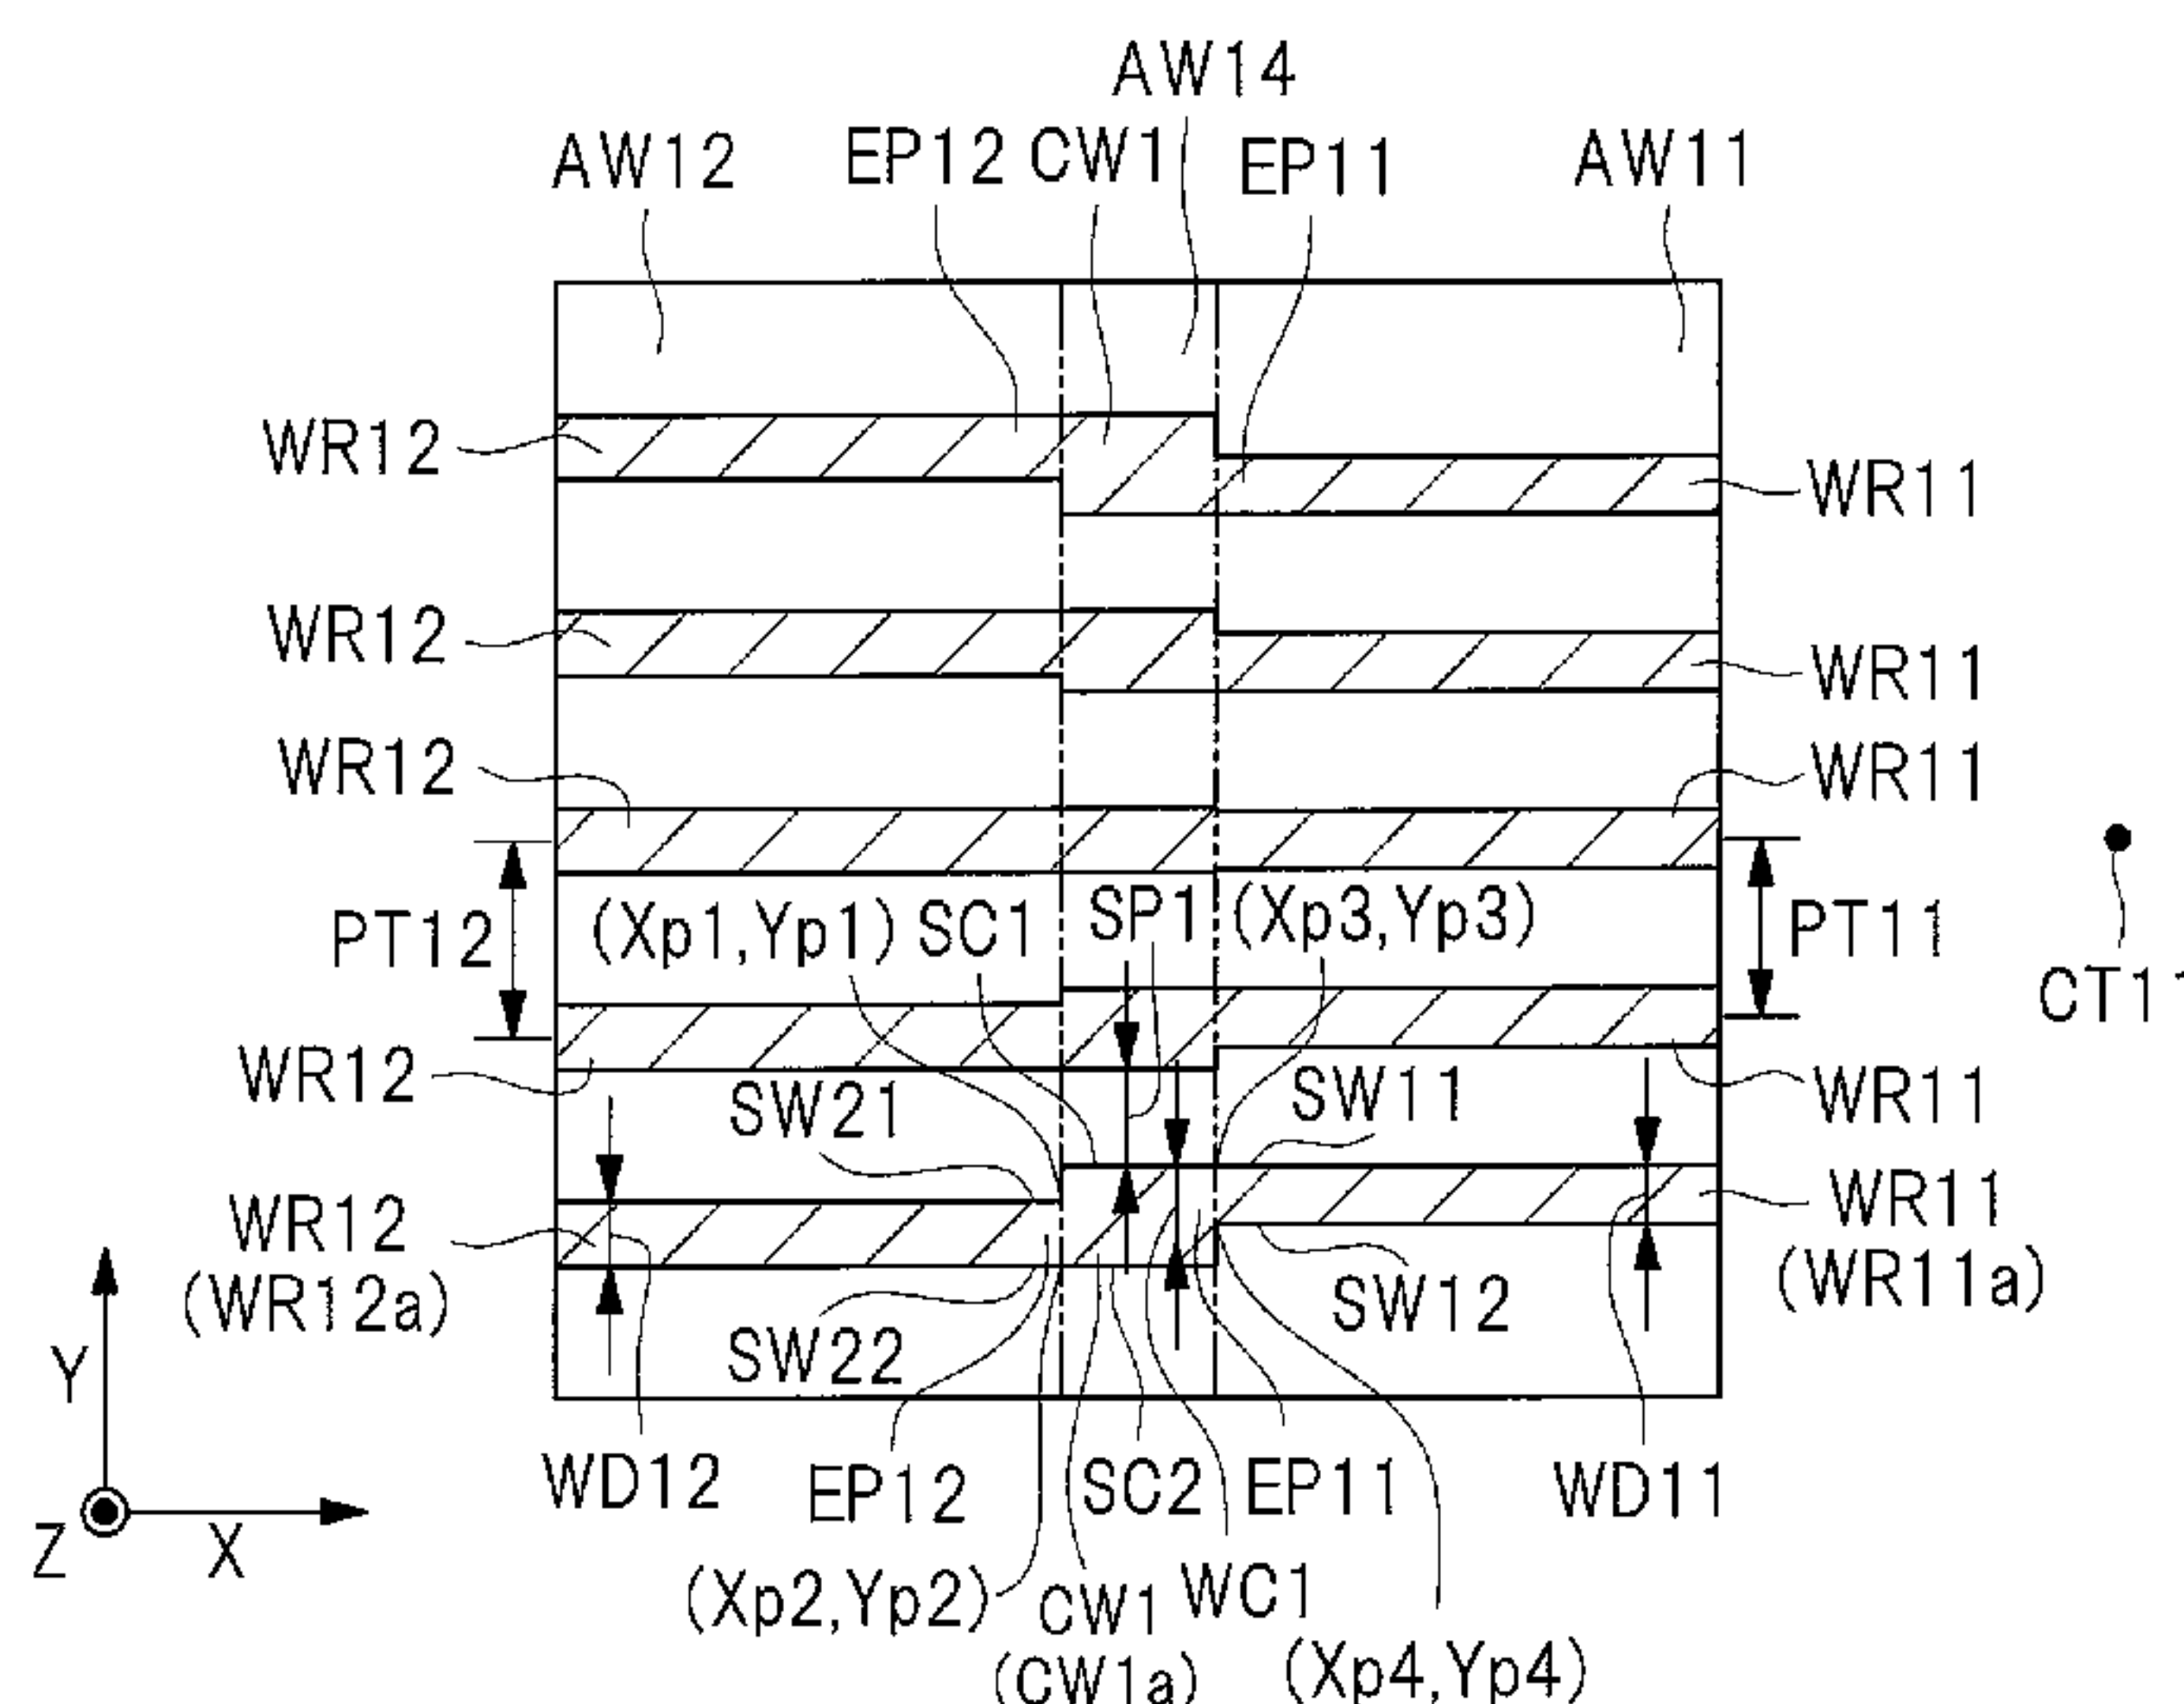 AW14
AW12 EP12 CW1 EP11 AW11
WR12
WR11
WR12
WR11
WR12
WR11
PT12
(Xp1,Yp1) SC1
SP1
(Xp3,Yp3)
PT11
CT11
WR12
SW21
SW11
WR11
WR12
(WR12a)
WR11
(WR11a)
SW22
SW12
Y
Z
X
WD12
EP12
SC2
EP11
WD11
(Xp2,Yp2)
CW1
(CW1a)
WC1
(Xp4,Yp4)